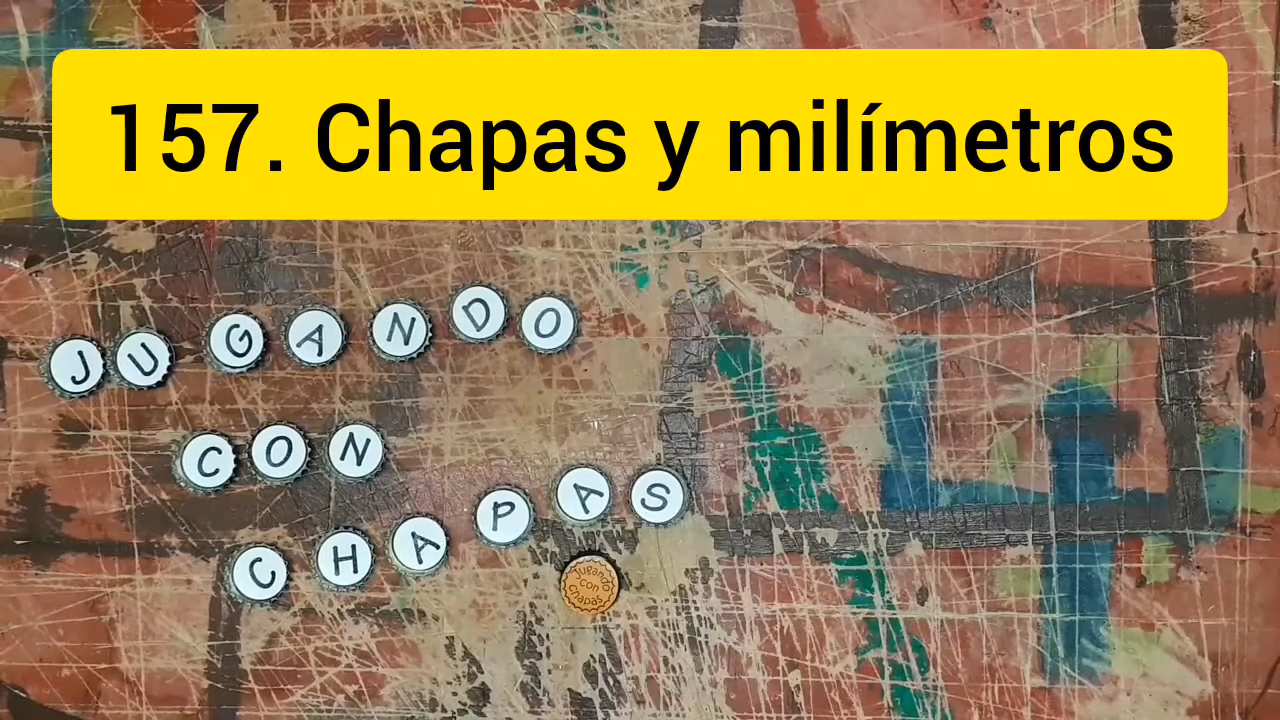 157. Chapas y milímetros
JUGANDO
CON
CHAPAS
Jugando
con
chapas